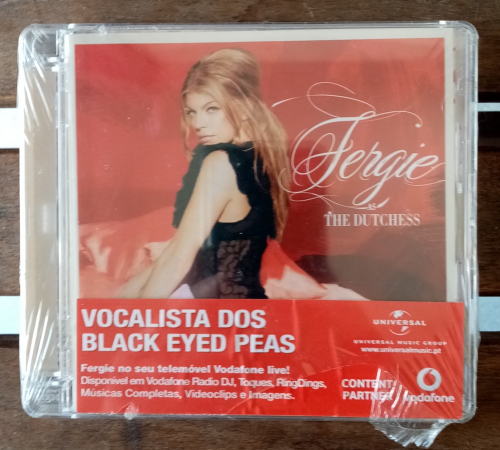 Fergie
AS
THE DUTCHESS
VOCALISTA DOS
BLACK EYED PEAS
Fergie no seu telemóvel Vodafone live!
Disponível em Vodafone Radio DJ, Toques, RingDings,
Músicas Completas, Videoclips e Imagens.
UNIVERSAL
UNIVERSAL MUSIC GROUP
www.universalmusic.pt
CONTENT
PARTNER
vodafone